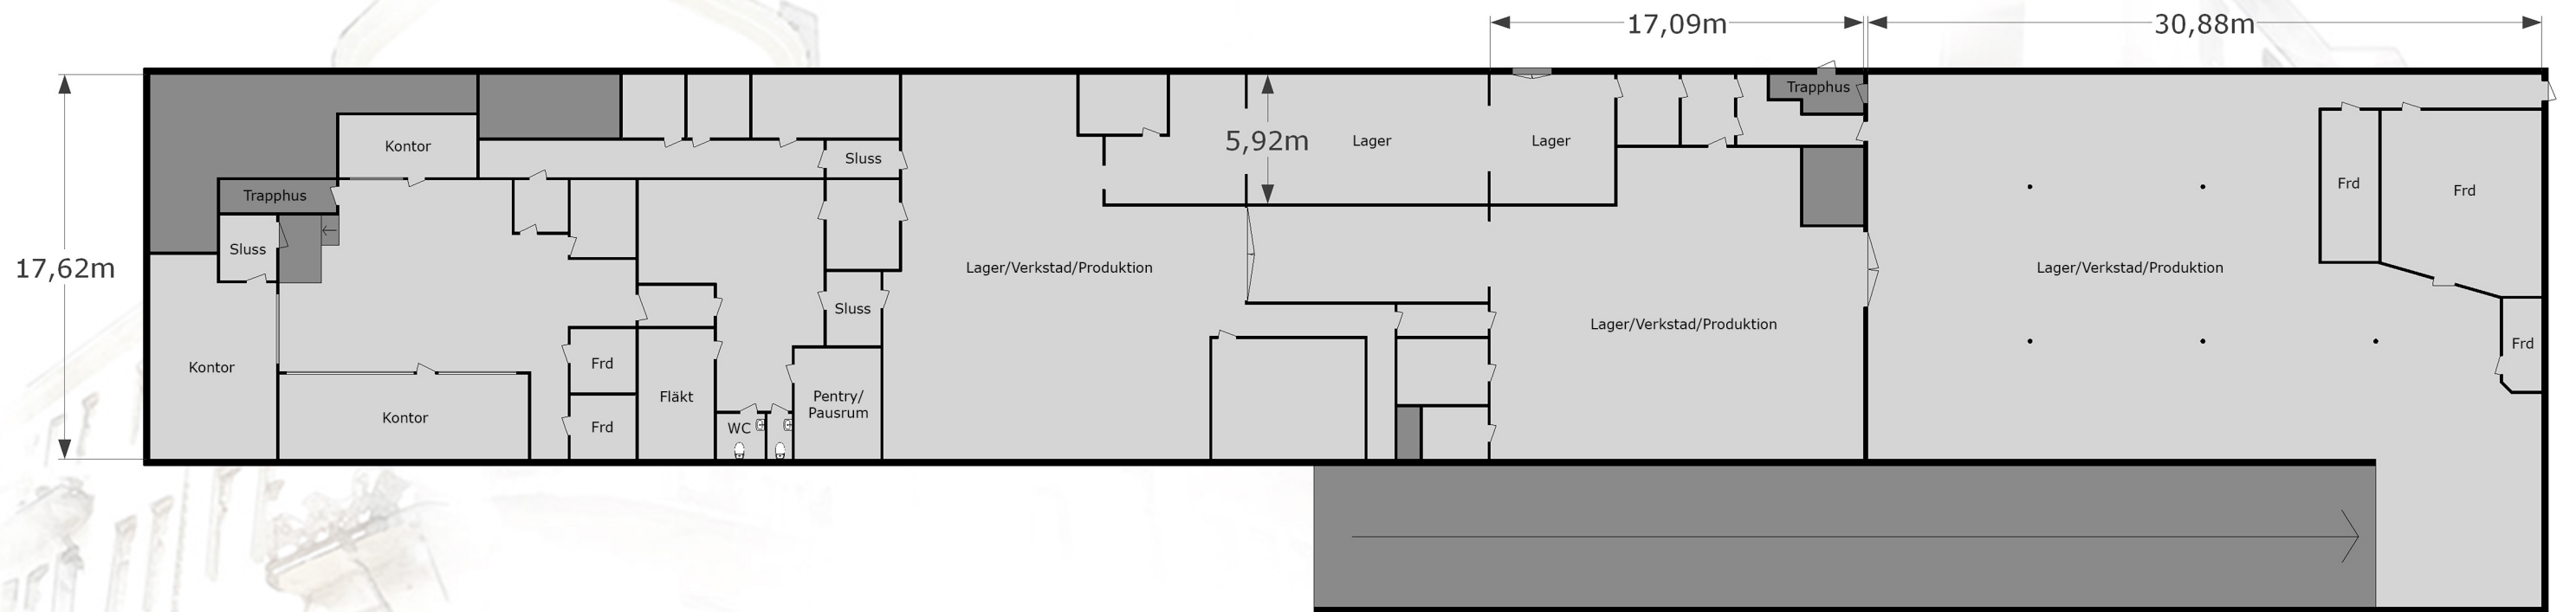 17,09m
30,88m
Trapphus
Kontor
5,92m
Lager
Lager
Sluss
Trapphus
Frd
Frd
Sluss
17,62m
Lager/Verkstad/Produktion
Lager/Verkstad/Produktion
Sluss
Lager/Verkstad/Produktion
Frd
Kontor
Frd
Fläkt
Pentry/
Pausrum
Kontor
Frd
WC